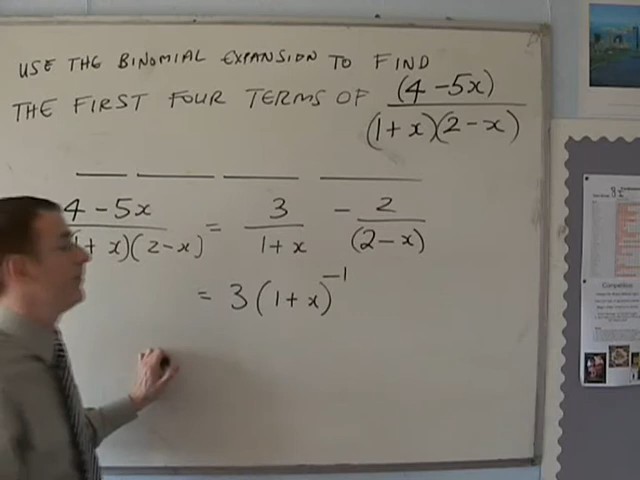 USE THE BINOMIAL EXPANSION TO FIND
THE FIRST FOUR TERMS OF (4 -5x) / (1+x)(2-x)
4-5x / (1+x)(2-x) = 3 / 1+x - 2 / (2-x)
= 3(1+x)^-1
Competition